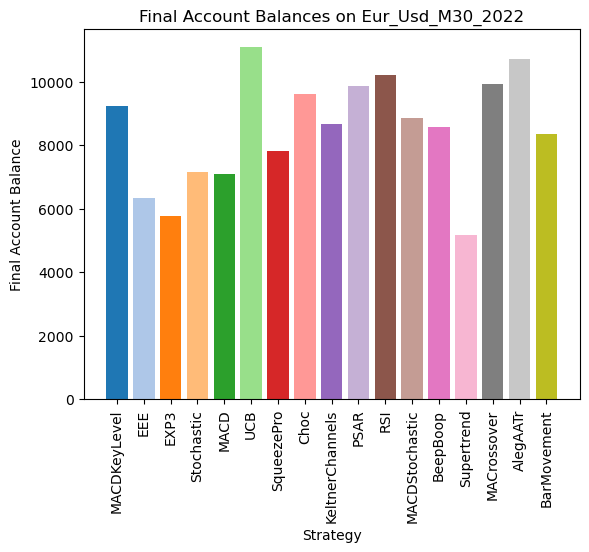 Final Account Balances on Eur_Usd_M30_2022
Final Account Balance
10000
8000
6000
4000
2000
0
MACDKeyLevel
EEE
EXP3
Stochastic
MACD
UCB
SqueezePro
Choc
KeltnerChannels
PSAR
RSI
MACDStochastic
BeepBoop
Supertrend
MACrossover
AlegAATr
BarMovement
Strategy